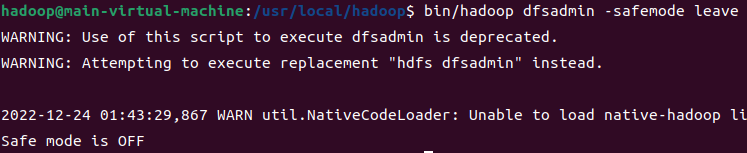 hadoop@main-virtual-machine:/usr/local/hadoop$ bin/hadoop dfsadmin -safemode leave
WARNING: Use of this script to execute dfsadmin is deprecated.
WARNING: Attempting to execute replacement "hdfs dfsadmin" instead.
2022-12-24 01:43:29,867 WARN util.NativeCodeLoader: Unable to load native-hadoop li
Safe mode is OFF